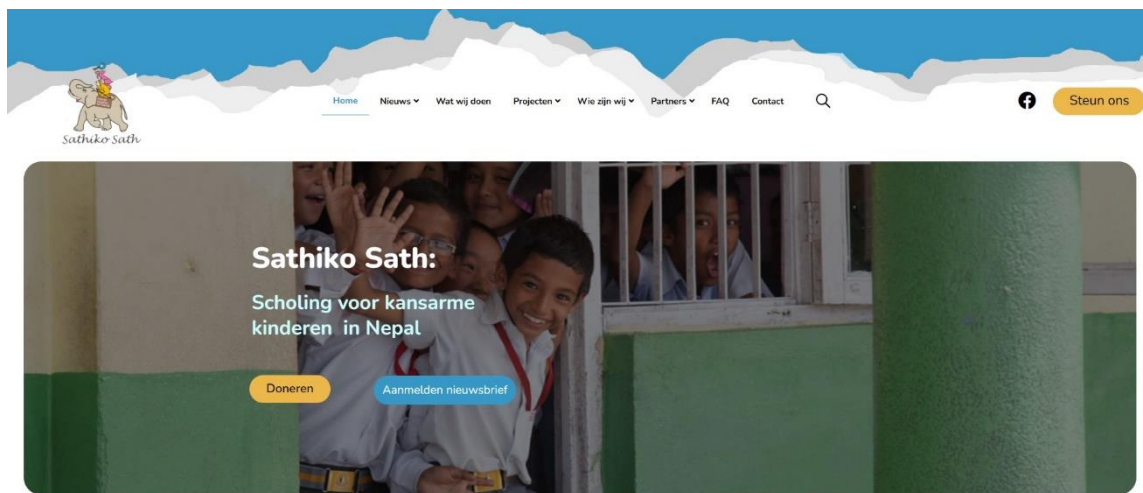 Sathiko Sath
Home Nieuws Wat wij doen Projecten Wie zijn wij Partners FAQ Contact
Steun ons
Sathiko Sath:
Scholing voor kansarme
kinderen in Nepal
Doneren Aanmelden nieuwsbrief